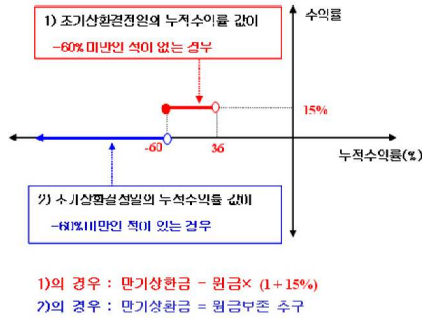 1) 조기상환결정일의 누적수익률 값이
-60% 미만인 적이 없는 경우
수익률
15%
-60
36
누적수익률(%)
2) 조기상환결정일의 누적수익률 값이
-60%미만인 적이 있는 경우
1)의 경우 : 만기상환금 = 원금× (1+15%)
2)의 경우 : 만기상환금 = 원금보존 추구